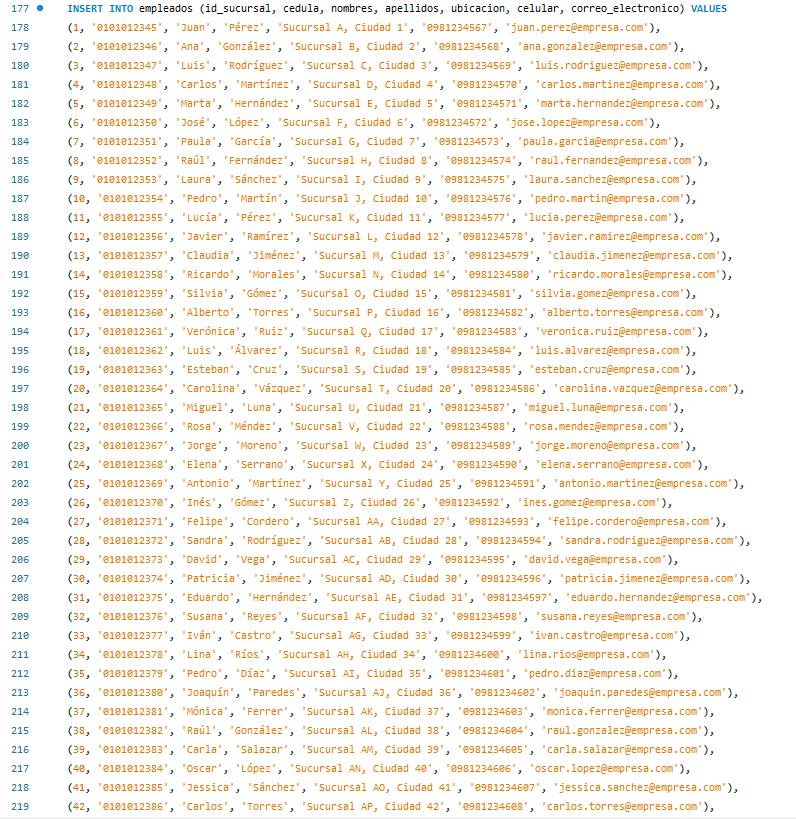 177 INSERT INTO empleados (id_sucursal, cedula, nombres, apellidos, ubicacion, celular, correo_electronico) VALUES
178 (1, '0101012345', 'Juan', 'Pérez', 'Sucursal A, Ciudad 1', '0981234567', 'juan.perez@empresa.com'),
179 (2, '0101012346', 'Ana', 'González', 'Sucursal B, Ciudad 2', '0981234568', 'ana.gonzalez@empresa.com'),
180 (3, '0101012347', 'Luis', 'Rodríguez', 'Sucursal C, Ciudad 3', '0981234569', 'luis.rodriguez@empresa.com'),
181 (4, '0101012348', 'Carlos', 'Martínez', 'Sucursal D, Ciudad 4', '0981234570', 'carlos.martinez@empresa.com'),
182 (5, '0101012349', 'Marta', 'Hernández', 'Sucursal E, Ciudad 5', '0981234571', 'marta.hernandez@empresa.com'),
183 (6, '0101012350', 'José', 'López', 'Sucursal F, Ciudad 6', '0981234572', 'jose.lopez@empresa.com'),
184 (7, '0101012351', 'Paula', 'García', 'Sucursal G, Ciudad 7', '0981234573', 'paula.garcia@empresa.com'),
185 (8, '0101012352', 'Raúl', 'Fernández', 'Sucursal H, Ciudad 8', '0981234574', 'raul.fernandez@empresa.com'),
186 (9, '0101012353', 'Laura', 'Sánchez', 'Sucursal I, Ciudad 9', '0981234575', 'laura.sanchez@empresa.com'),
187 (10, '0101012354', 'Pedro', 'Martín', 'Sucursal J, Ciudad 10', '0981234576', 'pedro.martin@empresa.com'),
188 (11, '0101012355', 'Lucía', 'Pérez', 'Sucursal K, Ciudad 11', '0981234577', 'lucia.perez@empresa.com'),
189 (12, '0101012356', 'Javier', 'Ramírez', 'Sucursal L, Ciudad 12', '0981234578', 'javier.ramirez@empresa.com'),
190 (13, '0101012357', 'Claudia', 'Jiménez', 'Sucursal M, Ciudad 13', '0981234579', 'claudia.jimenez@empresa.com'),
191 (14, '0101012358', 'Ricardo', 'Morales', 'Sucursal N, Ciudad 14', '0981234580', 'ricardo.morales@empresa.com'),
192 (15, '0101012359', 'Silvia', 'Gómez', 'Sucursal O, Ciudad 15', '0981234581', 'silvia.gomez@empresa.com'),
193 (16, '0101012360', 'Alberto', 'Torres', 'Sucursal P, Ciudad 16', '0981234582', 'alberto.torres@empresa.com'),
194 (17, '0101012361', 'Verónica', 'Ruiz', 'Sucursal Q, Ciudad 17', '0981234583', 'veronica.ruiz@empresa.com'),
195 (18, '0101012362', 'Luis', 'Álvarez', 'Sucursal R, Ciudad 18', '0981234584', 'luis.alvarez@empresa.com'),
196 (19, '0101012363', 'Esteban', 'Cruz', 'Sucursal S, Ciudad 19', '0981234585', 'esteban.cruz@empresa.com'),
197 (20, '0101012364', 'Carolina', 'Vázquez', 'Sucursal T, Ciudad 20', '0981234586', 'carolina.vazquez@empresa.com'),
198 (21, '0101012365', 'Miguel', 'Luna', 'Sucursal U, Ciudad 21', '0981234587', 'miguel.luna@empresa.com'),
199 (22, '0101012366', 'Rosa', 'Méndez', 'Sucursal V, Ciudad 22', '0981234588', 'rosa.mendez@empresa.com'),
200 (23, '0101012367', 'Jorge', 'Moreno', 'Sucursal W, Ciudad 23', '0981234589', 'jorge.moreno@empresa.com'),
201 (24, '0101012368', 'Elena', 'Serrano', 'Sucursal X, Ciudad 24', '0981234590', 'elena.serrano@empresa.com'),
202 (25, '0101012369', 'Antonio', 'Martínez', 'Sucursal Y, Ciudad 25', '0981234591', 'antonio.martinez@empresa.com'),
203 (26, '0101012370', 'Inés', 'Gómez', 'Sucursal Z, Ciudad 26', '0981234592', 'ines.gomez@empresa.com'),
204 (27, '0101012371', 'Felipe', 'Cordero', 'Sucursal AA, Ciudad 27', '0981234593', 'felipe.cordero@empresa.com'),
205 (28, '0101012372', 'Sandra', 'Rodríguez', 'Sucursal AB, Ciudad 28', '0981234594', 'sandra.rodriguez@empresa.com'),
206 (29, '0101012373', 'David', 'Vega', 'Sucursal AC, Ciudad 29', '0981234595', 'david.vega@empresa.com'),
207 (30, '0101012374', 'Patricia', 'Jiménez', 'Sucursal AD, Ciudad 30', '0981234596', 'patricia.jimenez@empresa.com'),
208 (31, '0101012375', 'Eduardo', 'Hernández', 'Sucursal AE, Ciudad 31', '0981234597', 'eduardo.hernandez@empresa.com'),
209 (32, '0101012376', 'Susana', 'Reyes', 'Sucursal AF, Ciudad 32', '0981234598', 'susana.reyes@empresa.com'),
210 (33, '0101012377', 'Iván', 'Castro', 'Sucursal AG, Ciudad 33', '0981234599', 'ivan.castro@empresa.com'),
211 (34, '0101012378', 'Lina', 'Ríos', 'Sucursal AH, Ciudad 34', '0981234600', 'lina.rios@empresa.com'),
212 (35, '0101012379', 'Pedro', 'Díaz', 'Sucursal AI, Ciudad 35', '0981234601', 'pedro.diaz@empresa.com'),
213 (36, '0101012380', 'Joaquín', 'Paredes', 'Sucursal AJ, Ciudad 36', '0981234602', 'joaquin.paredes@empresa.com'),
214 (37, '0101012381', 'Mónica', 'Ferrer', 'Sucursal AK, Ciudad 37', '0981234603', 'monica.ferrer@empresa.com'),
215 (38, '0101012382', 'Raúl', 'González', 'Sucursal AL, Ciudad 38', '0981234604', 'raul.gonzalez@empresa.com'),
216 (39, '0101012383', 'Carla', 'Salazar', 'Sucursal AM, Ciudad 39', '0981234605', 'carla.salazar@empresa.com'),
217 (40, '0101012384', 'Oscar', 'López', 'Sucursal AN, Ciudad 40', '0981234606', 'oscar.lopez@empresa.com'),
218 (41, '0101012385', 'Jessica', 'Sánchez', 'Sucursal AO, Ciudad 41', '0981234607', 'jessica.sanchez@empresa.com'),
219 (42, '0101012386', 'Carlos', 'Torres', 'Sucursal AP, Ciudad 42', '0981234608', 'carlos.torres@empresa.com'),